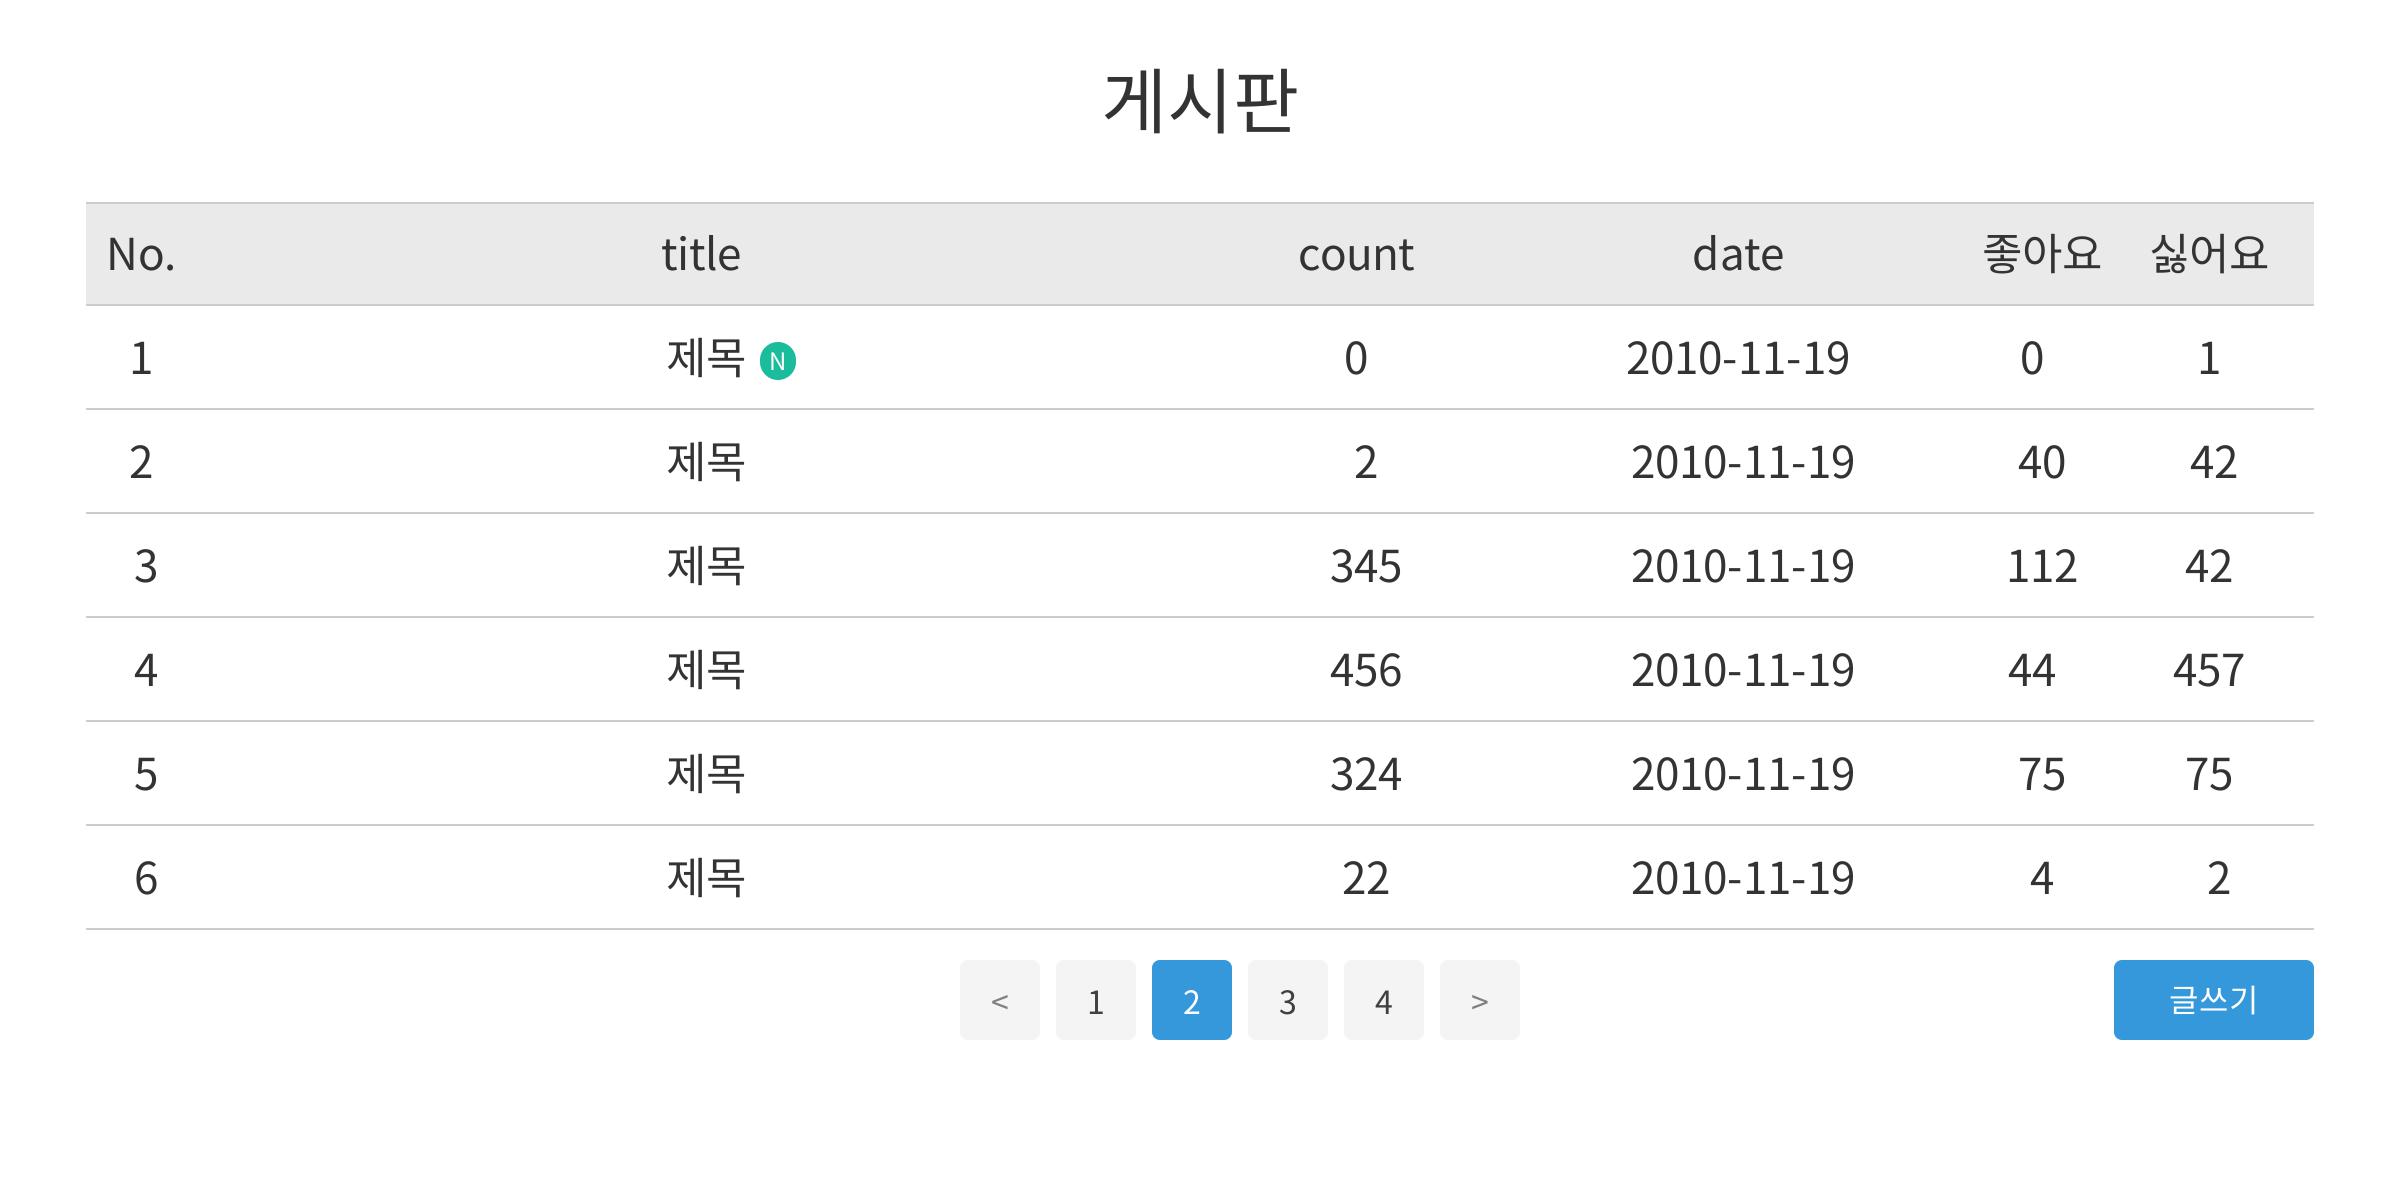 게시판
No. title count date 좋아요 싫어요
1 제목 N 0 2010-11-19 0 1
2 제목 2 2010-11-19 40 42
3 제목 345 2010-11-19 112 42
4 제목 456 2010-11-19 44 457
5 제목 324 2010-11-19 75 75
6 제목 22 2010-11-19 4 2
< 1 2 3 4 > 글쓰기